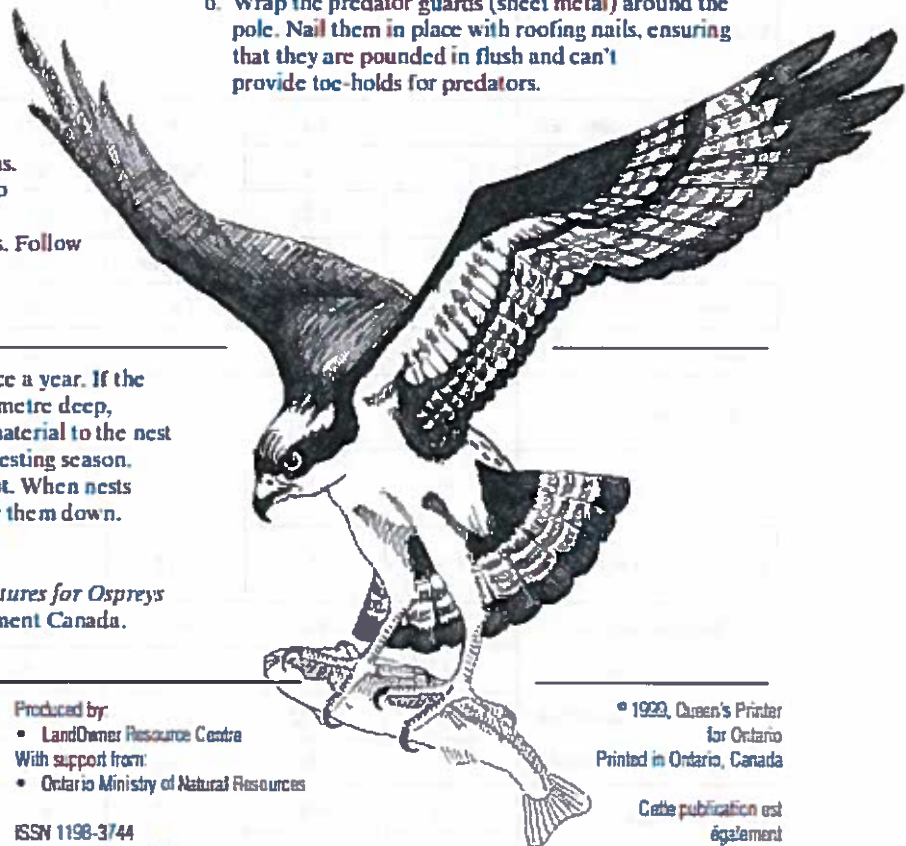 6. Wrap the predator guards (sheet metal) around the
pole. Nail them in place with roofing nails, ensuring
that they are pounded in flush and can't
provide toe-holds for predators.
s. Follow
ce a year. If the
metre deep,
material to the nest
esting season.
t. When nests
them down.
tures for Ospreys
ment Canada.
Produced by:
• LandOwner Resource Centre
With support from:
• Ontario Ministry of Natural Resources
ISSN 1198-3744
© 1999, Queen's Printer
for Ontario
Printed in Ontario, Canada
Cette publication est
également